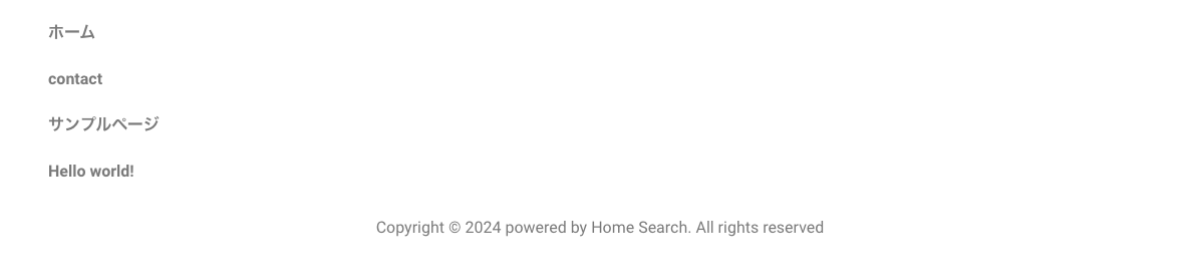 ホーム
contact
サンプルページ
Hello world!
Copyright © 2024 powered by Home Search. All rights reserved